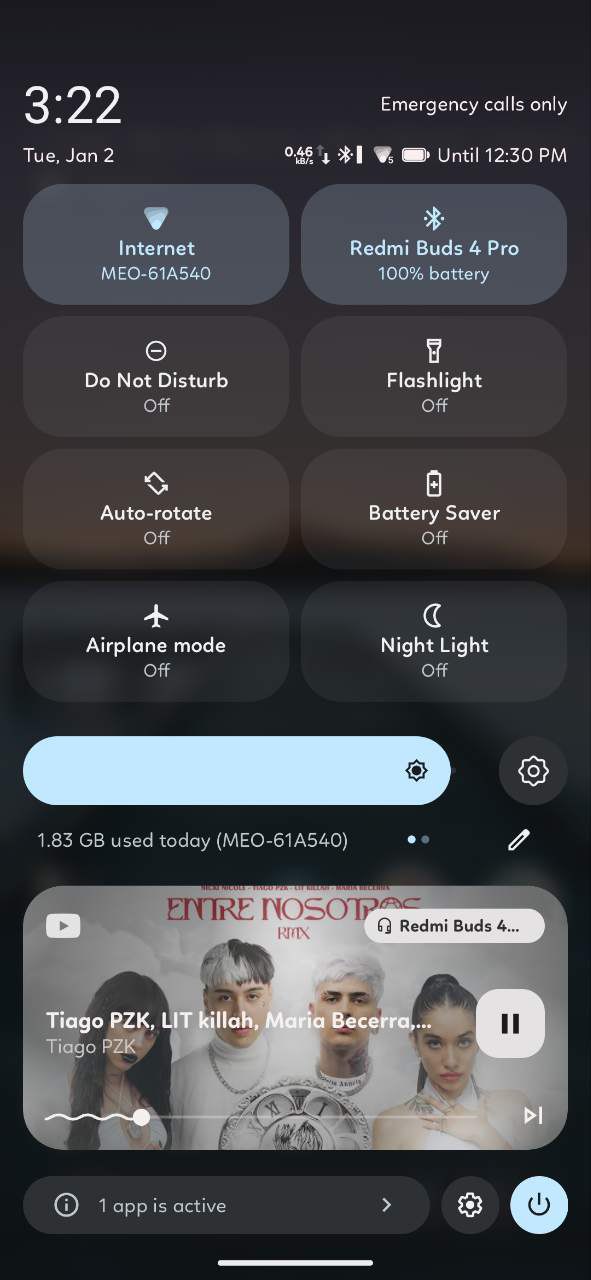 3:22
Emergency calls only
Tue, Jan 2
0.46 kB/s 5 Until 12:30 PM
Internet
MEO-61A540
Redmi Buds 4 Pro
100% battery
Do Not Disturb
Off
Flashlight
Off
Auto-rotate
Off
Battery Saver
Off
Airplane mode
Off
Night Light
Off
1.83 GB used today (MEO-61A540)
NICKI NICOLE - TIAGO PZK - LIT KILLAH - MARIA BECERRA
ENTRE NOSOTROS
RMX
Redmi Buds 4...
Tiago PZK, LIT killah, Maria Becerra,...
Tiago PZK
1 app is active